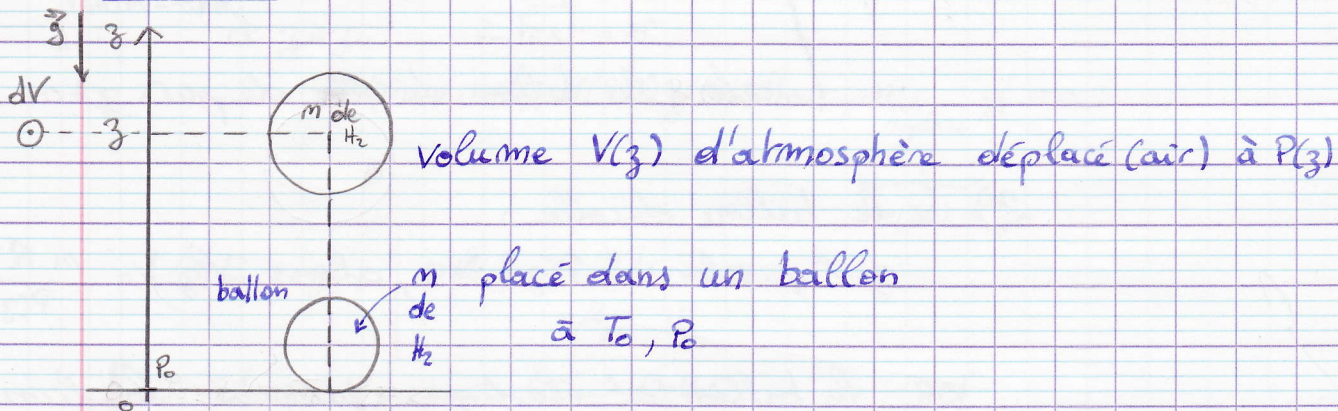 g z
dV
z
m de
H₂
volume V(z) d'atmosphère déplacé (air) à P(z)
ballon
m placé dans un ballon
de
H₂
à T₀, P₀
P₀
0